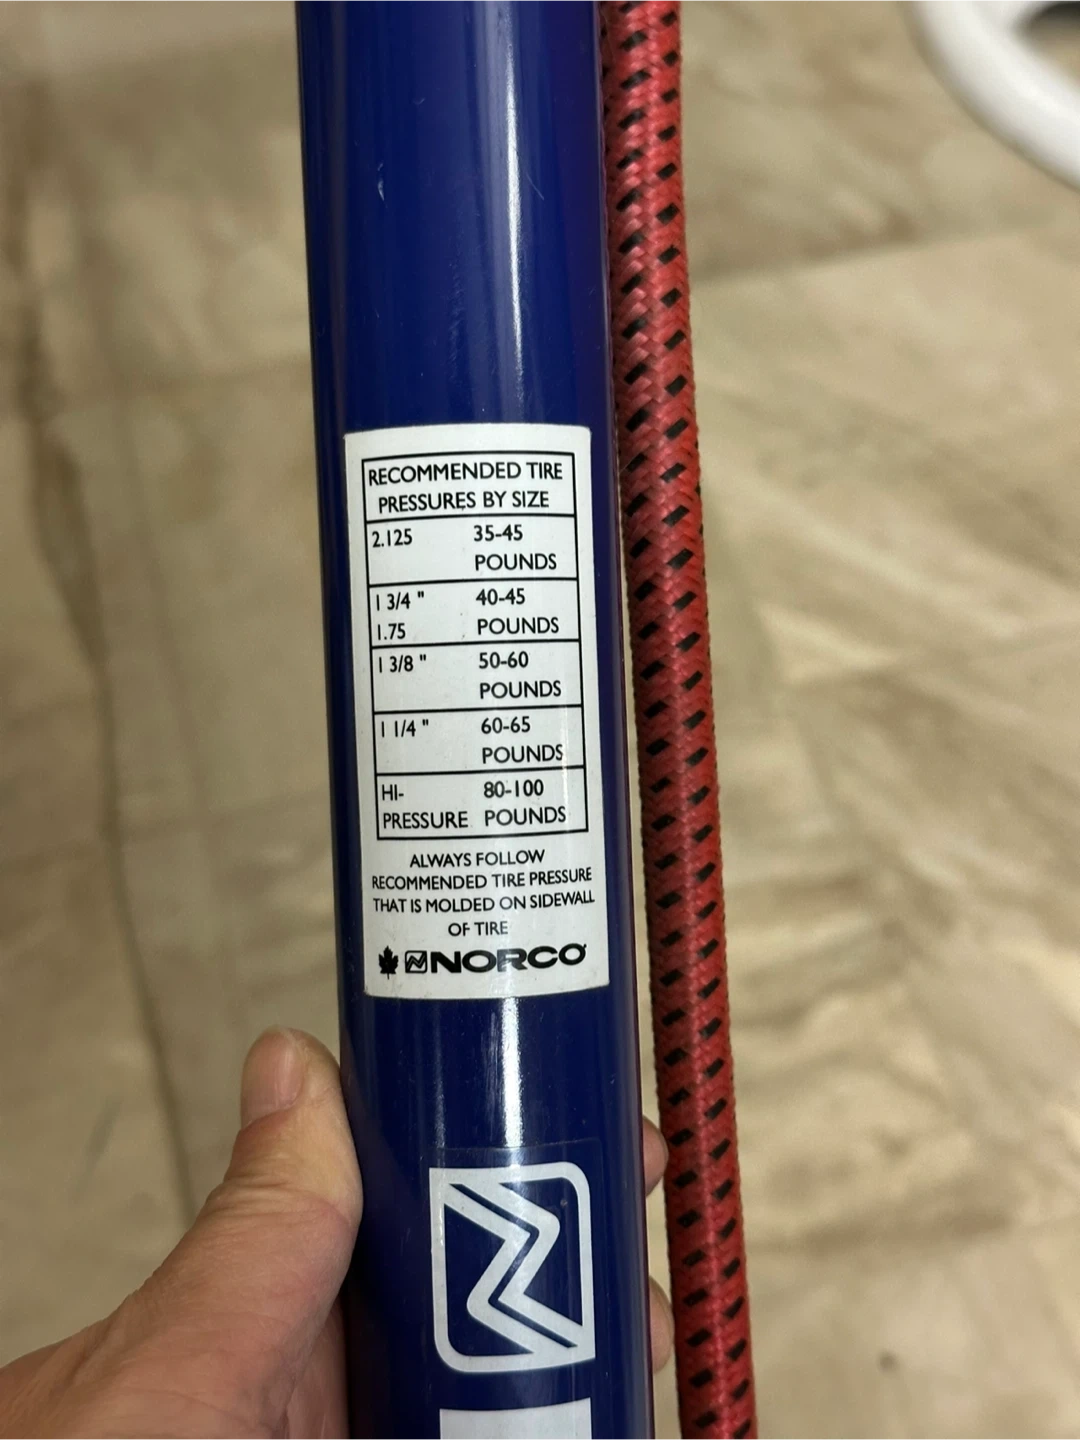 RECOMMENDED TIRE
PRESSURES BY SIZE
2.125 35-45
POUNDS
1 3/4 " 40-45
1.75 POUNDS
1 3/8 " 50-60
POUNDS
1 1/4 " 60-65
POUNDS
HI- 80-100
PRESSURE POUNDS
ALWAYS FOLLOW
RECOMMENDED TIRE PRESSURE
THAT IS MOLDED ON SIDEWALL
OF TIRE
NORCO